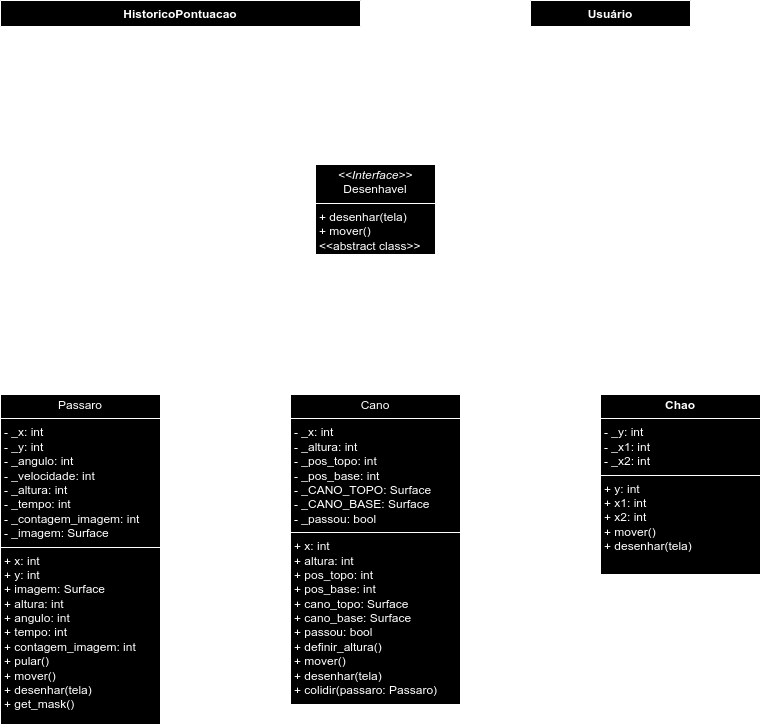 HistoricoPontuacao
Usuário
<<Interface>>
Desenhavel
+ desenhar(tela)
+ mover()
<<abstract class>>
Passaro
- _x: int
- _y: int
- _angulo: int
- _velocidade: int
- _altura: int
- _tempo: int
- _contagem_imagem: int
- _imagem: Surface
+ x: int
+ y: int
+ imagem: Surface
+ altura: int
+ angulo: int
+ tempo: int
+ contagem_imagem: int
+ pular()
+ mover()
+ desenhar(tela)
+ get_mask()
Cano
- _x: int
- _altura: int
- _pos_topo: int
- _pos_base: int
- _CANO_TOPO: Surface
- _CANO_BASE: Surface
- _passou: bool
+ x: int
+ altura: int
+ pos_topo: int
+ pos_base: int
+ cano_topo: Surface
+ cano_base: Surface
+ passou: bool
+ definir_altura()
+ mover()
+ desenhar(tela)
+ colidir(passaro: Passaro)
Chao
- _y: int
- _x1: int
- _x2: int
+ y: int
+ x1: int
+ x2: int
+ mover()
+ desenhar(tela)